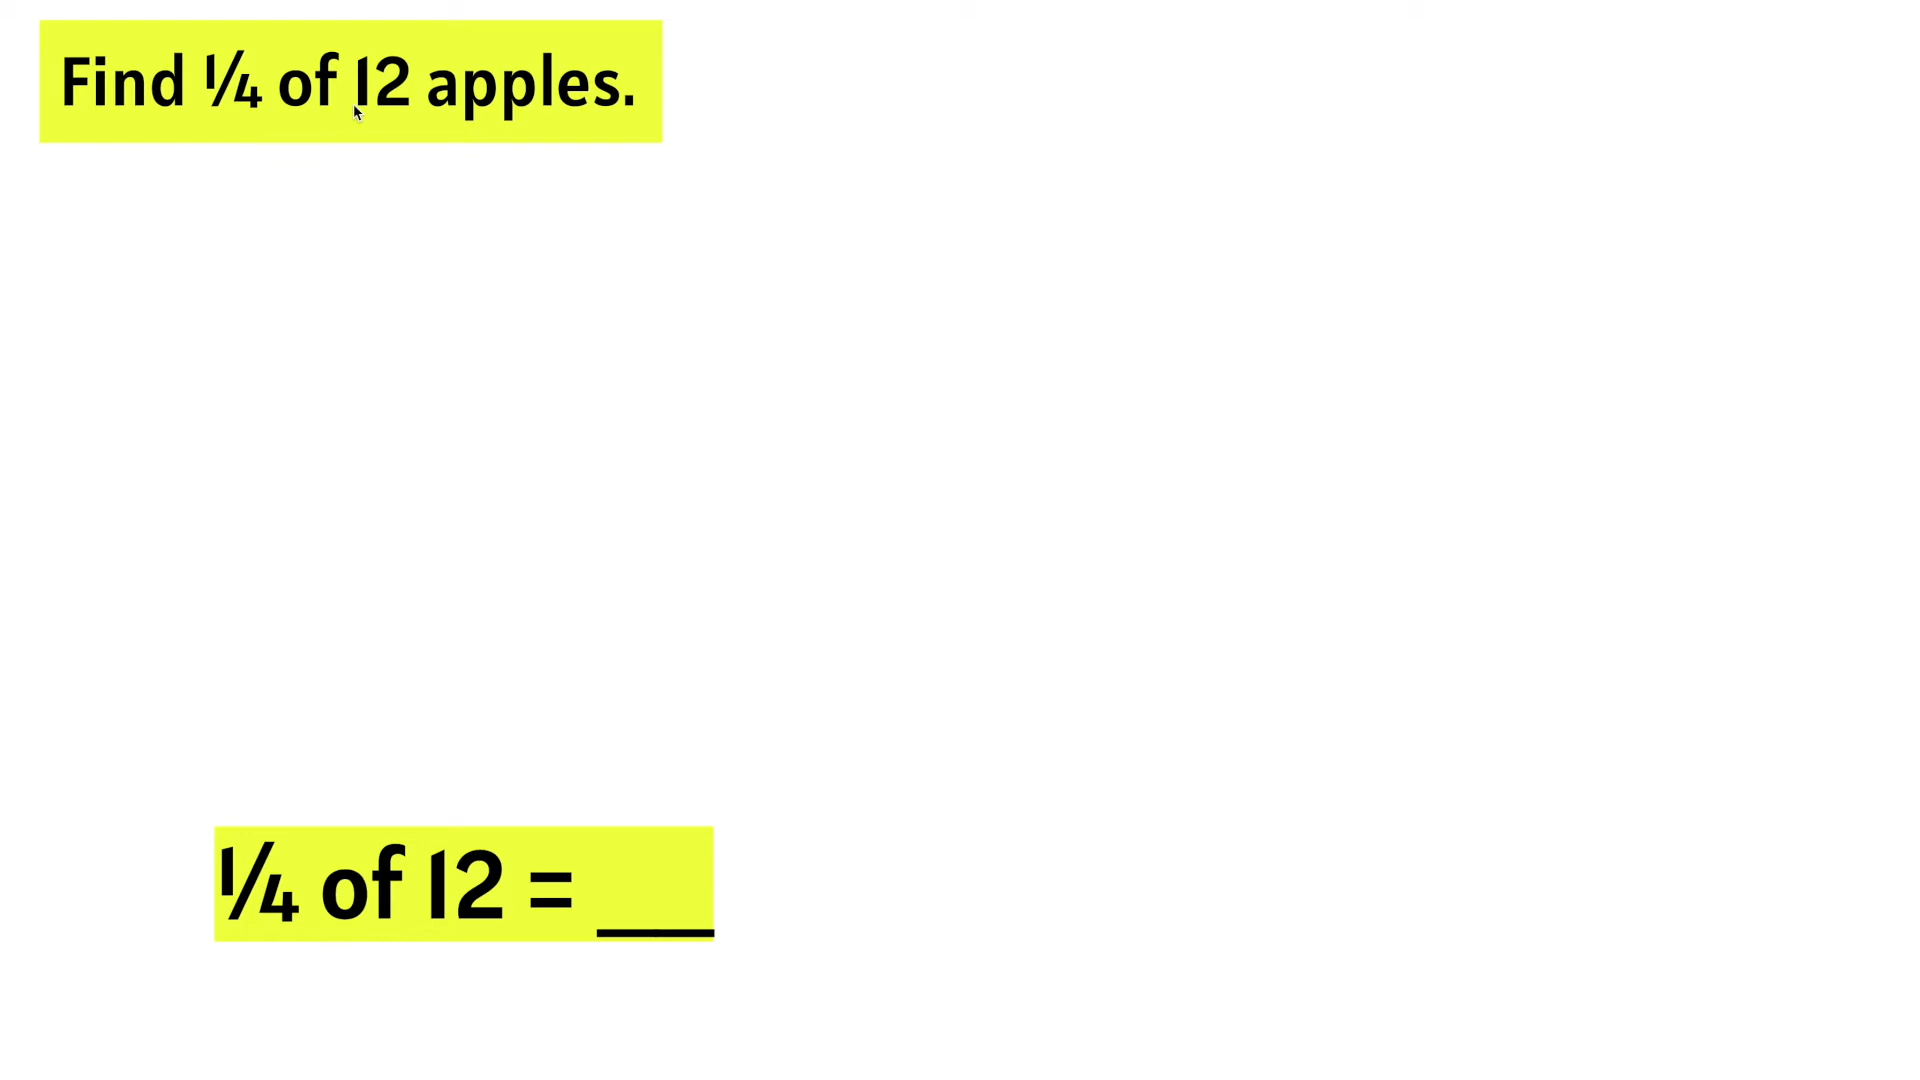 Find ¼ of 12 apples.
¼ of 12 = ___